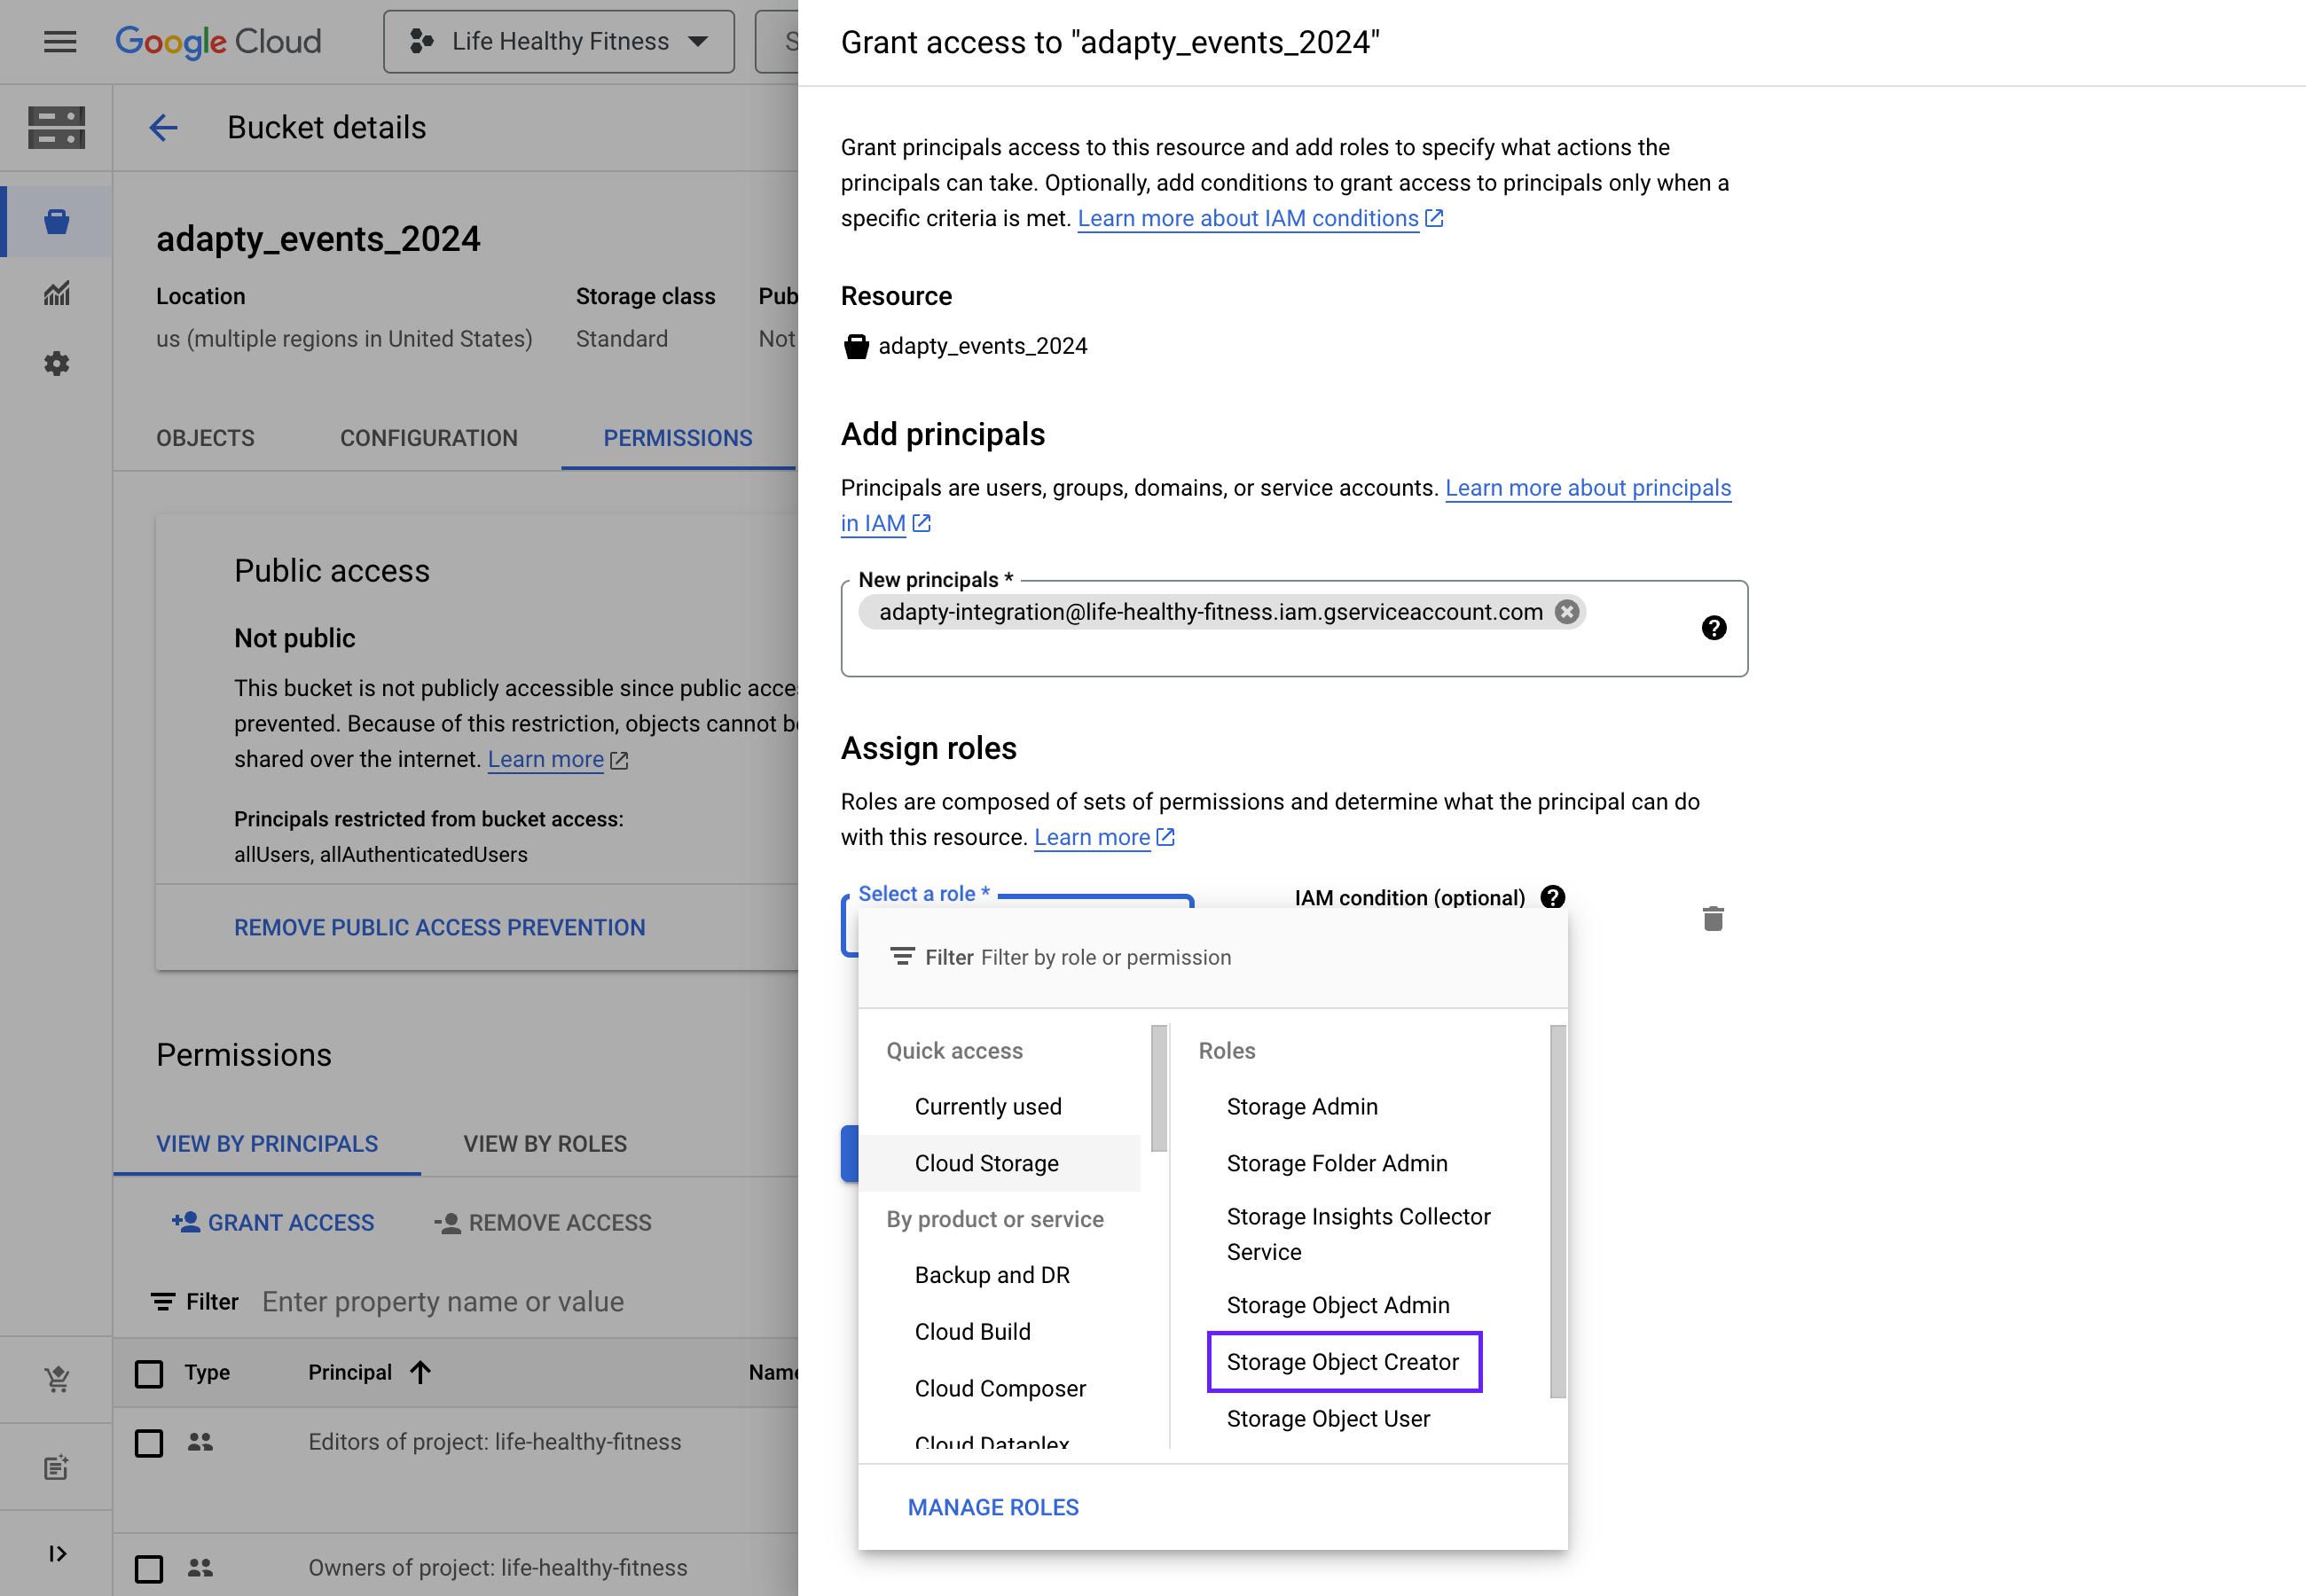 Google Cloud
Life Healthy Fitness
S
Bucket details
adapty_events_2024
Location
Storage class
Pub
us (multiple regions in United States)
Standard
Not
OBJECTS
CONFIGURATION
PERMISSIONS
Public access
Not public
This bucket is not publicly accessible since public acce
prevented. Because of this restriction, objects cannot b
shared over the internet. Learn more
Principals restricted from bucket access:
allUsers, allAuthenticatedUsers
REMOVE PUBLIC ACCESS PREVENTION
Permissions
VIEW BY PRINCIPALS
VIEW BY ROLES
GRANT ACCESS
REMOVE ACCESS
Filter Enter property name or value
Type
Principal
Name
Editors of project: life-healthy-fitness
Owners of project: life-healthy-fitness
Grant access to "adapty_events_2024"
Grant principals access to this resource and add roles to specify what actions the
principals can take. Optionally, add conditions to grant access to principals only when a
specific criteria is met. Learn more about IAM conditions
Resource
adapty_events_2024
Add principals
Principals are users, groups, domains, or service accounts. Learn more about principals
in IAM
New principals *
adapty-integration@life-healthy-fitness.iam.gserviceaccount.com
Assign roles
Roles are composed of sets of permissions and determine what the principal can do
with this resource. Learn more
Select a role *
IAM condition (optional)
Filter Filter by role or permission
Quick access
Currently used
Cloud Storage
By product or service
Backup and DR
Cloud Build
Cloud Composer
Cloud Dataplex
Roles
Storage Admin
Storage Folder Admin
Storage Insights Collector
Service
Storage Object Admin
Storage Object Creator
Storage Object User
MANAGE ROLES